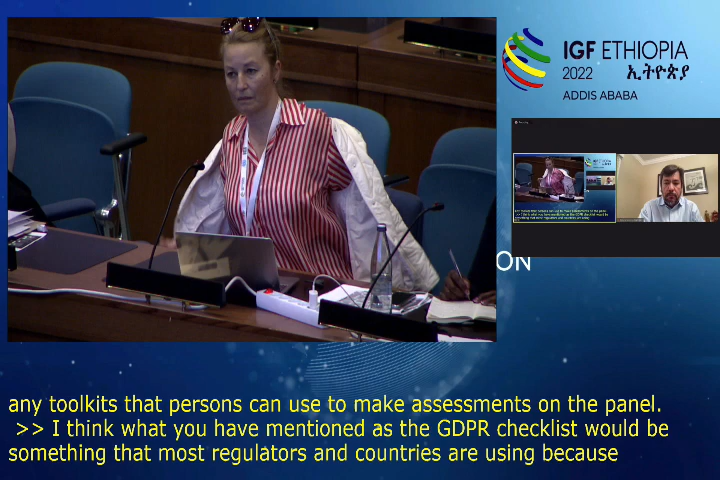 IGF ETHIOPIA
2022 ኢትዮጵያ
ADDIS ABABA
ON
any toolkits that persons can use to make assessments on the panel.
>> I think what you have mentioned as the GDPR checklist would be
something that most regulators and countries are using because